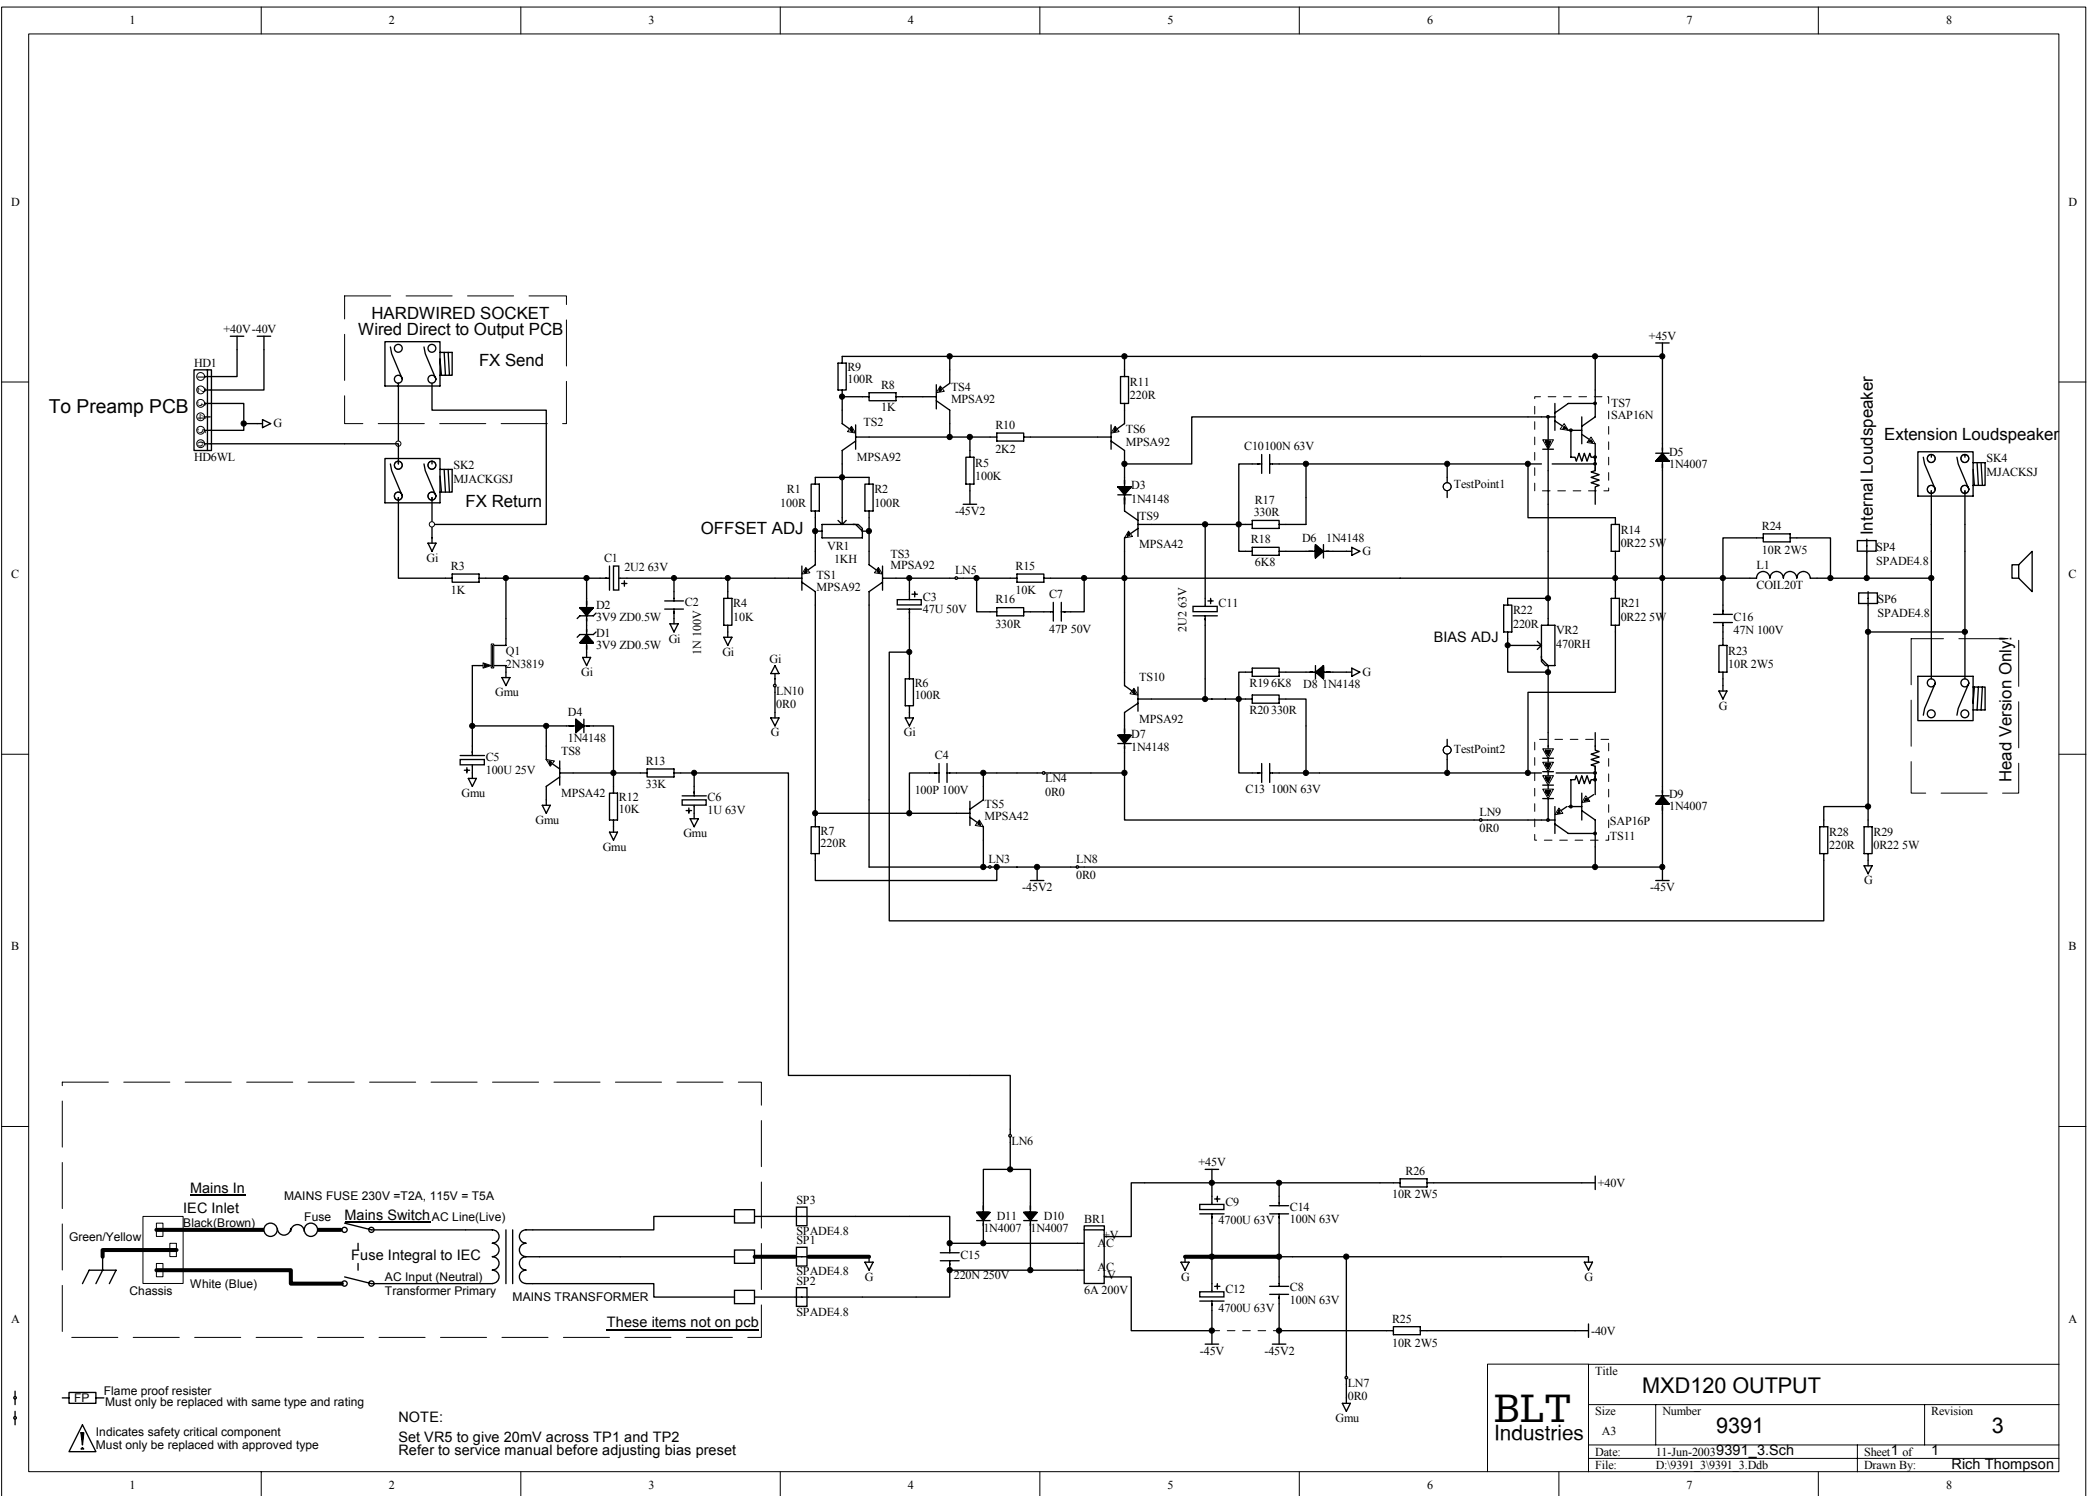 1 2 3 4 5 6 7 8
D
D
HARDWIRED SOCKET
Wired Direct to Output PCB
FX Send
+40V -40V
HD1
To Preamp PCB
G
HD6WL
SK2
MJACKGSJ
FX Return
Gi
+45V
R9
100R
R8
1K
TS4
MPSA92
R11
220R
TS2
MPSA92
R10
2K2
TS6
MPSA92
R5
100K
-45V2
C10 100N 63V
TS7
SAP16N
D5
1N4007
TestPoint1
Internal Loudspeaker
Extension Loudspeaker
SK4
MJACKSJ
R1
100R
R2
100R
OFFSET ADJ
VR1
1KH
D3
1N4148
TS9
MPSA42
R17
330R
R18
6K8
D6 1N4148
G
R14
0R22 5W
R24
10R 2W5
L1
COIL20T
SP4
SPADE4.8
SP6
SPADE4.8
C
C
R3
1K
C1
2U2 63V
D2
3V9 ZD0.5W
D1
3V9 ZD0.5W
Gi
C2
1N 100V
Gi
R4
10K
Gi
TS1
MPSA92
TS3
MPSA92
LN5
R15
10K
R16
330R
C7
47P 50V
C3
47U 50V
2U2 63V
C11
R22
220R
VR2
470RH
BIAS ADJ
R21
0R22 5W
C16
47N 100V
R23
10R 2W5
G
Q1
2N3819
Gmu
Gi
LN10
0R0
G
R6
100R
Gi
TS10
MPSA92
R19 6K8
D8 1N4148
G
R20 330R
D7
1N4148
TestPoint2
Head Version Only!
D4
1N4148
TS8
MPSA42
C5
100U 25V
Gmu
Gmu
R13
33K
R12
10K
Gmu
C6
1U 63V
Gmu
C4
100P 100V
LN4
0R0
C13 100N 63V
TS5
MPSA42
R7
220R
LN3
-45V2
LN8
0R0
LN9
0R0
SAP16P
TS11
D9
1N4007
-45V
R28
220R
R29
0R22 5W
G
B
B
LN6
Mains In
IEC Inlet
Black(Brown)
MAINS FUSE 230V =T2A, 115V = T5A
Fuse
Mains Switch
AC Line(Live)
Green/Yellow
Fuse Integral to IEC
Chassis
White (Blue)
AC Input (Neutral)
Transformer Primary
MAINS TRANSFORMER
These items not on pcb
SP3
SPADE4.8
SP1
SPADE4.8
SP2
SPADE4.8
G
D11
1N4007
D10
1N4007
C15
220N 250V
BR1
+V
AC
AC
V
6A 200V
+45V
C9
4700U 63V
C14
100N 63V
R26
10R 2W5
+40V
G
G
C12
4700U 63V
C8
100N 63V
R25
10R 2W5
-40V
-45V
-45V2
LN7
0R0
Gmu
A
A
FP
Flame proof resister
Must only be replaced with same type and rating
Indicates safety critical component
Must only be replaced with approved type
NOTE:
Set VR5 to give 20mV across TP1 and TP2
Refer to service manual before adjusting bias preset
BLT
Industries
Title
MXD120 OUTPUT
Size
A3
Number
9391
Revision
3
Date: 11-Jun-2003 9391_3.Sch Sheet 1 of 1
File: D:\9391_3\9391_3.Ddb Drawn By: Rich Thompson
1 2 3 4 5 6 7 8